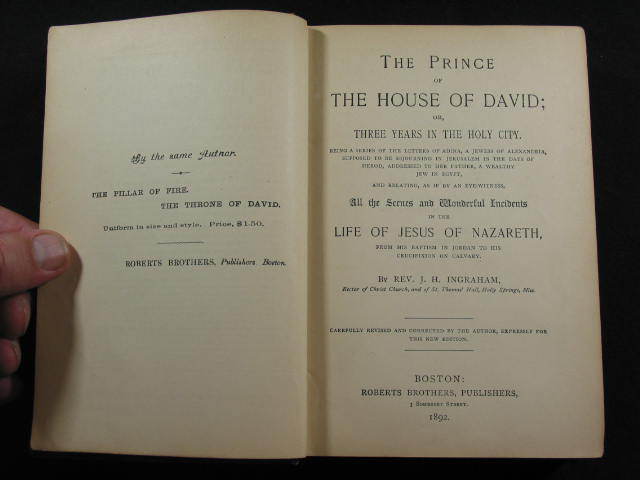 By the same Author.
THE PILLAR OF FIRE.
THE THRONE OF DAVID.
Uniform in size and style. Price, $1.50.
ROBERTS BROTHERS, Publishers, Boston.
THE PRINCE
OF
THE HOUSE OF DAVID;
OR,
THREE YEARS IN THE HOLY CITY.
BEING A SERIES OF THE LETTERS OF ADINA, A JEWESS OF ALEXANDRIA,
SUPPOSED TO BE SOJOURNING IN JERUSALEM IN THE DAYS OF
HEROD, ADDRESSED TO HER FATHER, A WEALTHY
JEW IN EGYPT,
AND RELATING, AS IF BY AN EYEWITNESS,
All the Scenes and Wonderful Incidents
IN THE
LIFE OF JESUS OF NAZARETH,
FROM HIS BAPTISM IN JORDAN TO HIS
CRUCIFIXION ON CALVARY.
BY REV. J. H. INGRAHAM,
Rector of Christ Church, and of St. Thomas' Hall, Holly Springs, Miss.
CAREFULLY REVISED AND CORRECTED BY THE AUTHOR, EXPRESSLY FOR
THIS NEW EDITION.
BOSTON:
ROBERTS BROTHERS, PUBLISHERS,
3 SOMERSET STREET.
1892.